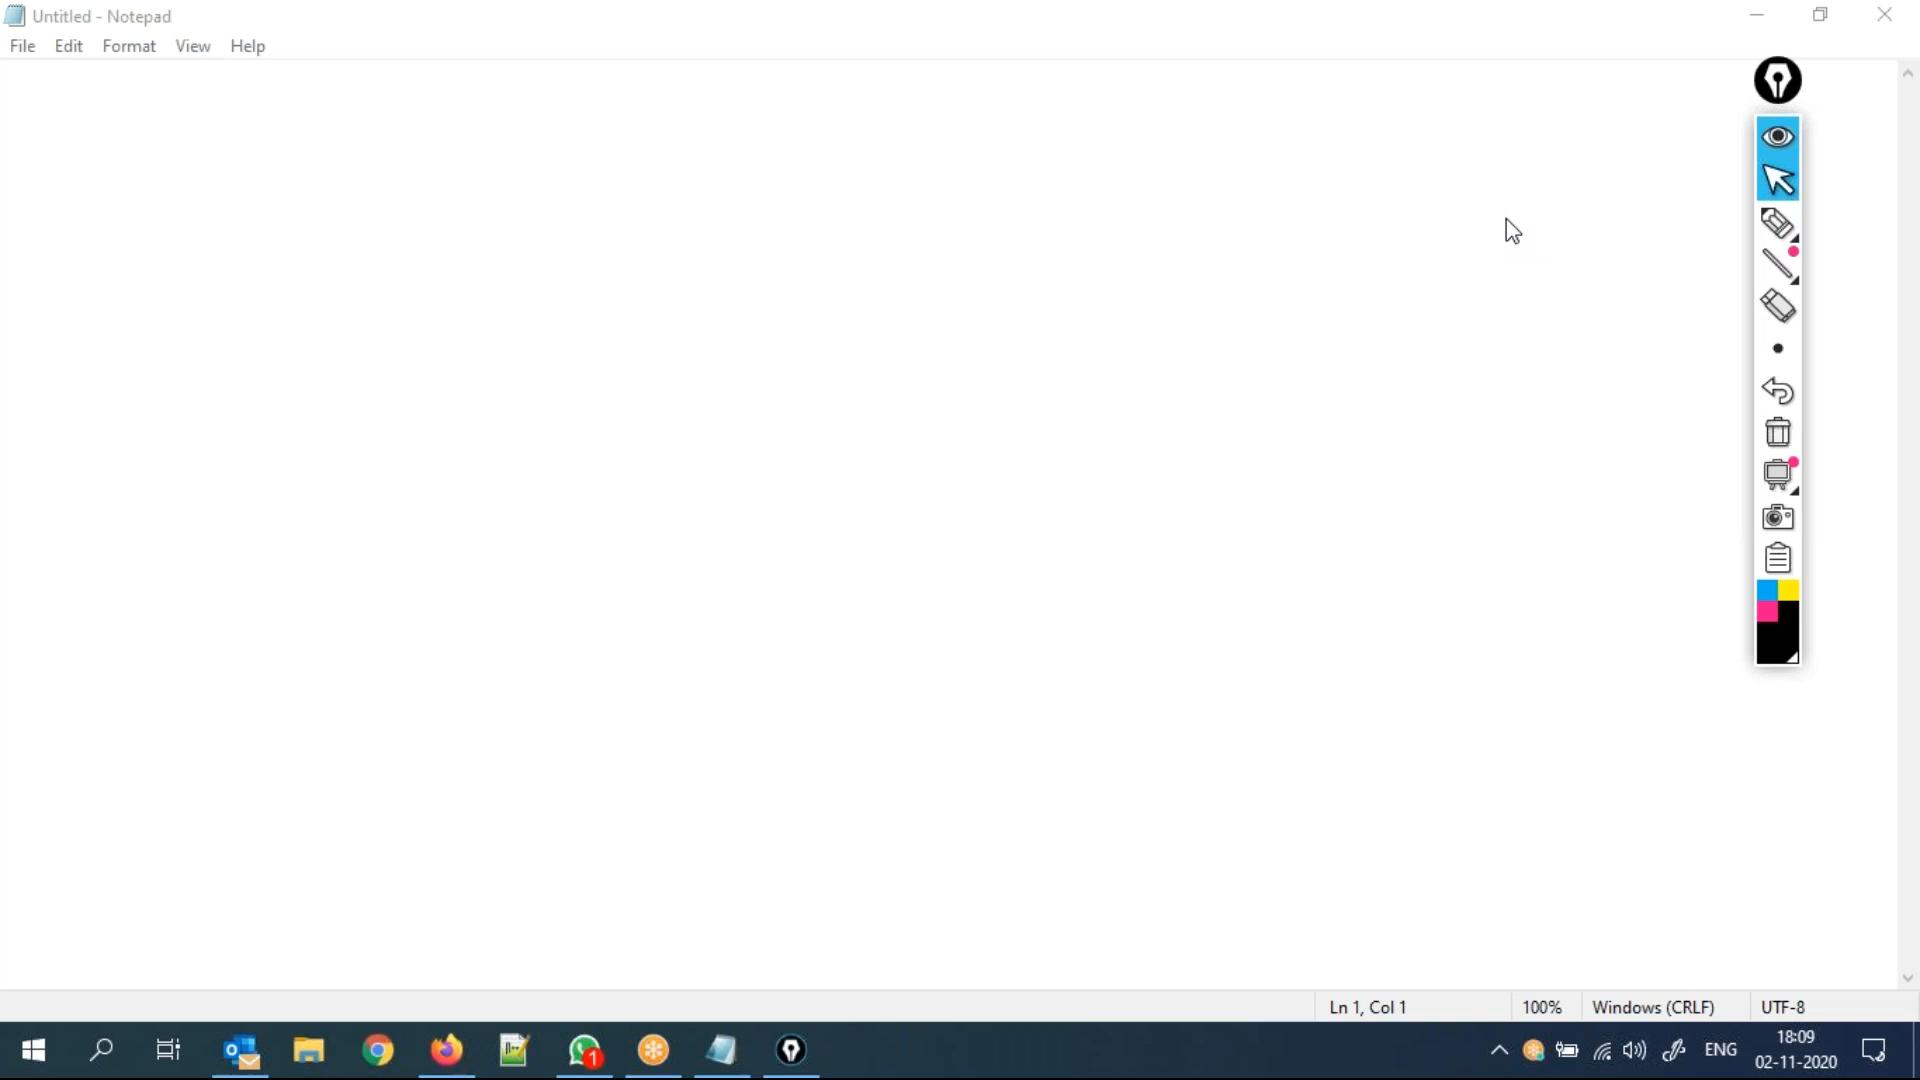 Untitled - Notepad
File Edit Format View Help
Ln 1, Col 1 100% Windows (CRLF) UTF-8
1
ENG
18:09
02-11-2020